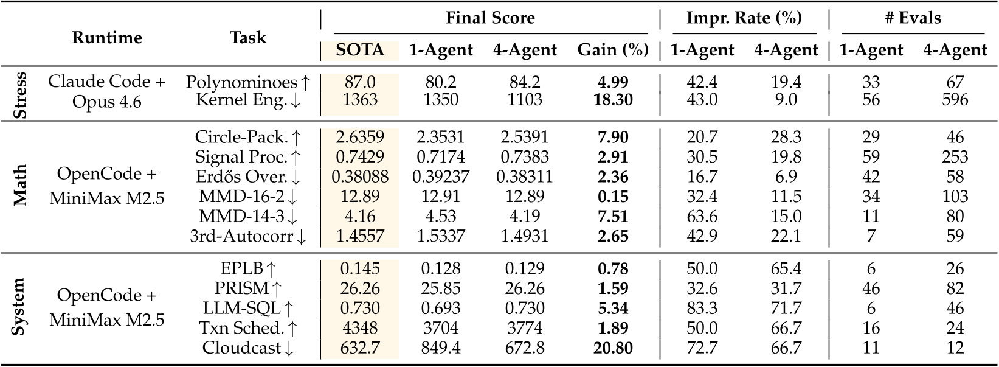 Runtime Task Final Score Impr. Rate (%) # Evals
SOTA 1-Agent 4-Agent Gain (%) 1-Agent 4-Agent 1-Agent 4-Agent
Stress
Claude Code +
Opus 4.6
Polynominoes ↑ 87.0 80.2 84.2 4.99 42.4 19.4 33 67
Kernel Eng. ↓ 1363 1350 1103 18.30 43.0 9.0 56 596
Math
OpenCode +
MiniMax M2.5
Circle-Pack. ↑ 2.6359 2.3531 2.5391 7.90 20.7 28.3 29 46
Signal Proc. ↑ 0.7429 0.7174 0.7383 2.91 30.5 19.8 59 253
Erdős Over. ↓ 0.38088 0.39237 0.38311 2.36 16.7 6.9 42 58
MMD-16-2 ↓ 12.89 12.91 12.89 0.15 32.4 11.5 34 103
MMD-14-3 ↓ 4.16 4.53 4.19 7.51 63.6 15.0 11 80
3rd-Autocorr ↓ 1.4557 1.5337 1.4931 2.65 42.9 22.1 7 59
System
OpenCode +
MiniMax M2.5
EPLB ↑ 0.145 0.128 0.129 0.78 50.0 65.4 6 26
PRISM ↑ 26.26 25.85 26.26 1.59 32.6 31.7 46 82
LLM-SQL ↑ 0.730 0.693 0.730 5.34 83.3 71.7 6 46
Txn Sched. ↑ 4348 3704 3774 1.89 50.0 66.7 16 24
Cloudcast ↓ 632.7 849.4 672.8 20.80 72.7 66.7 11 12